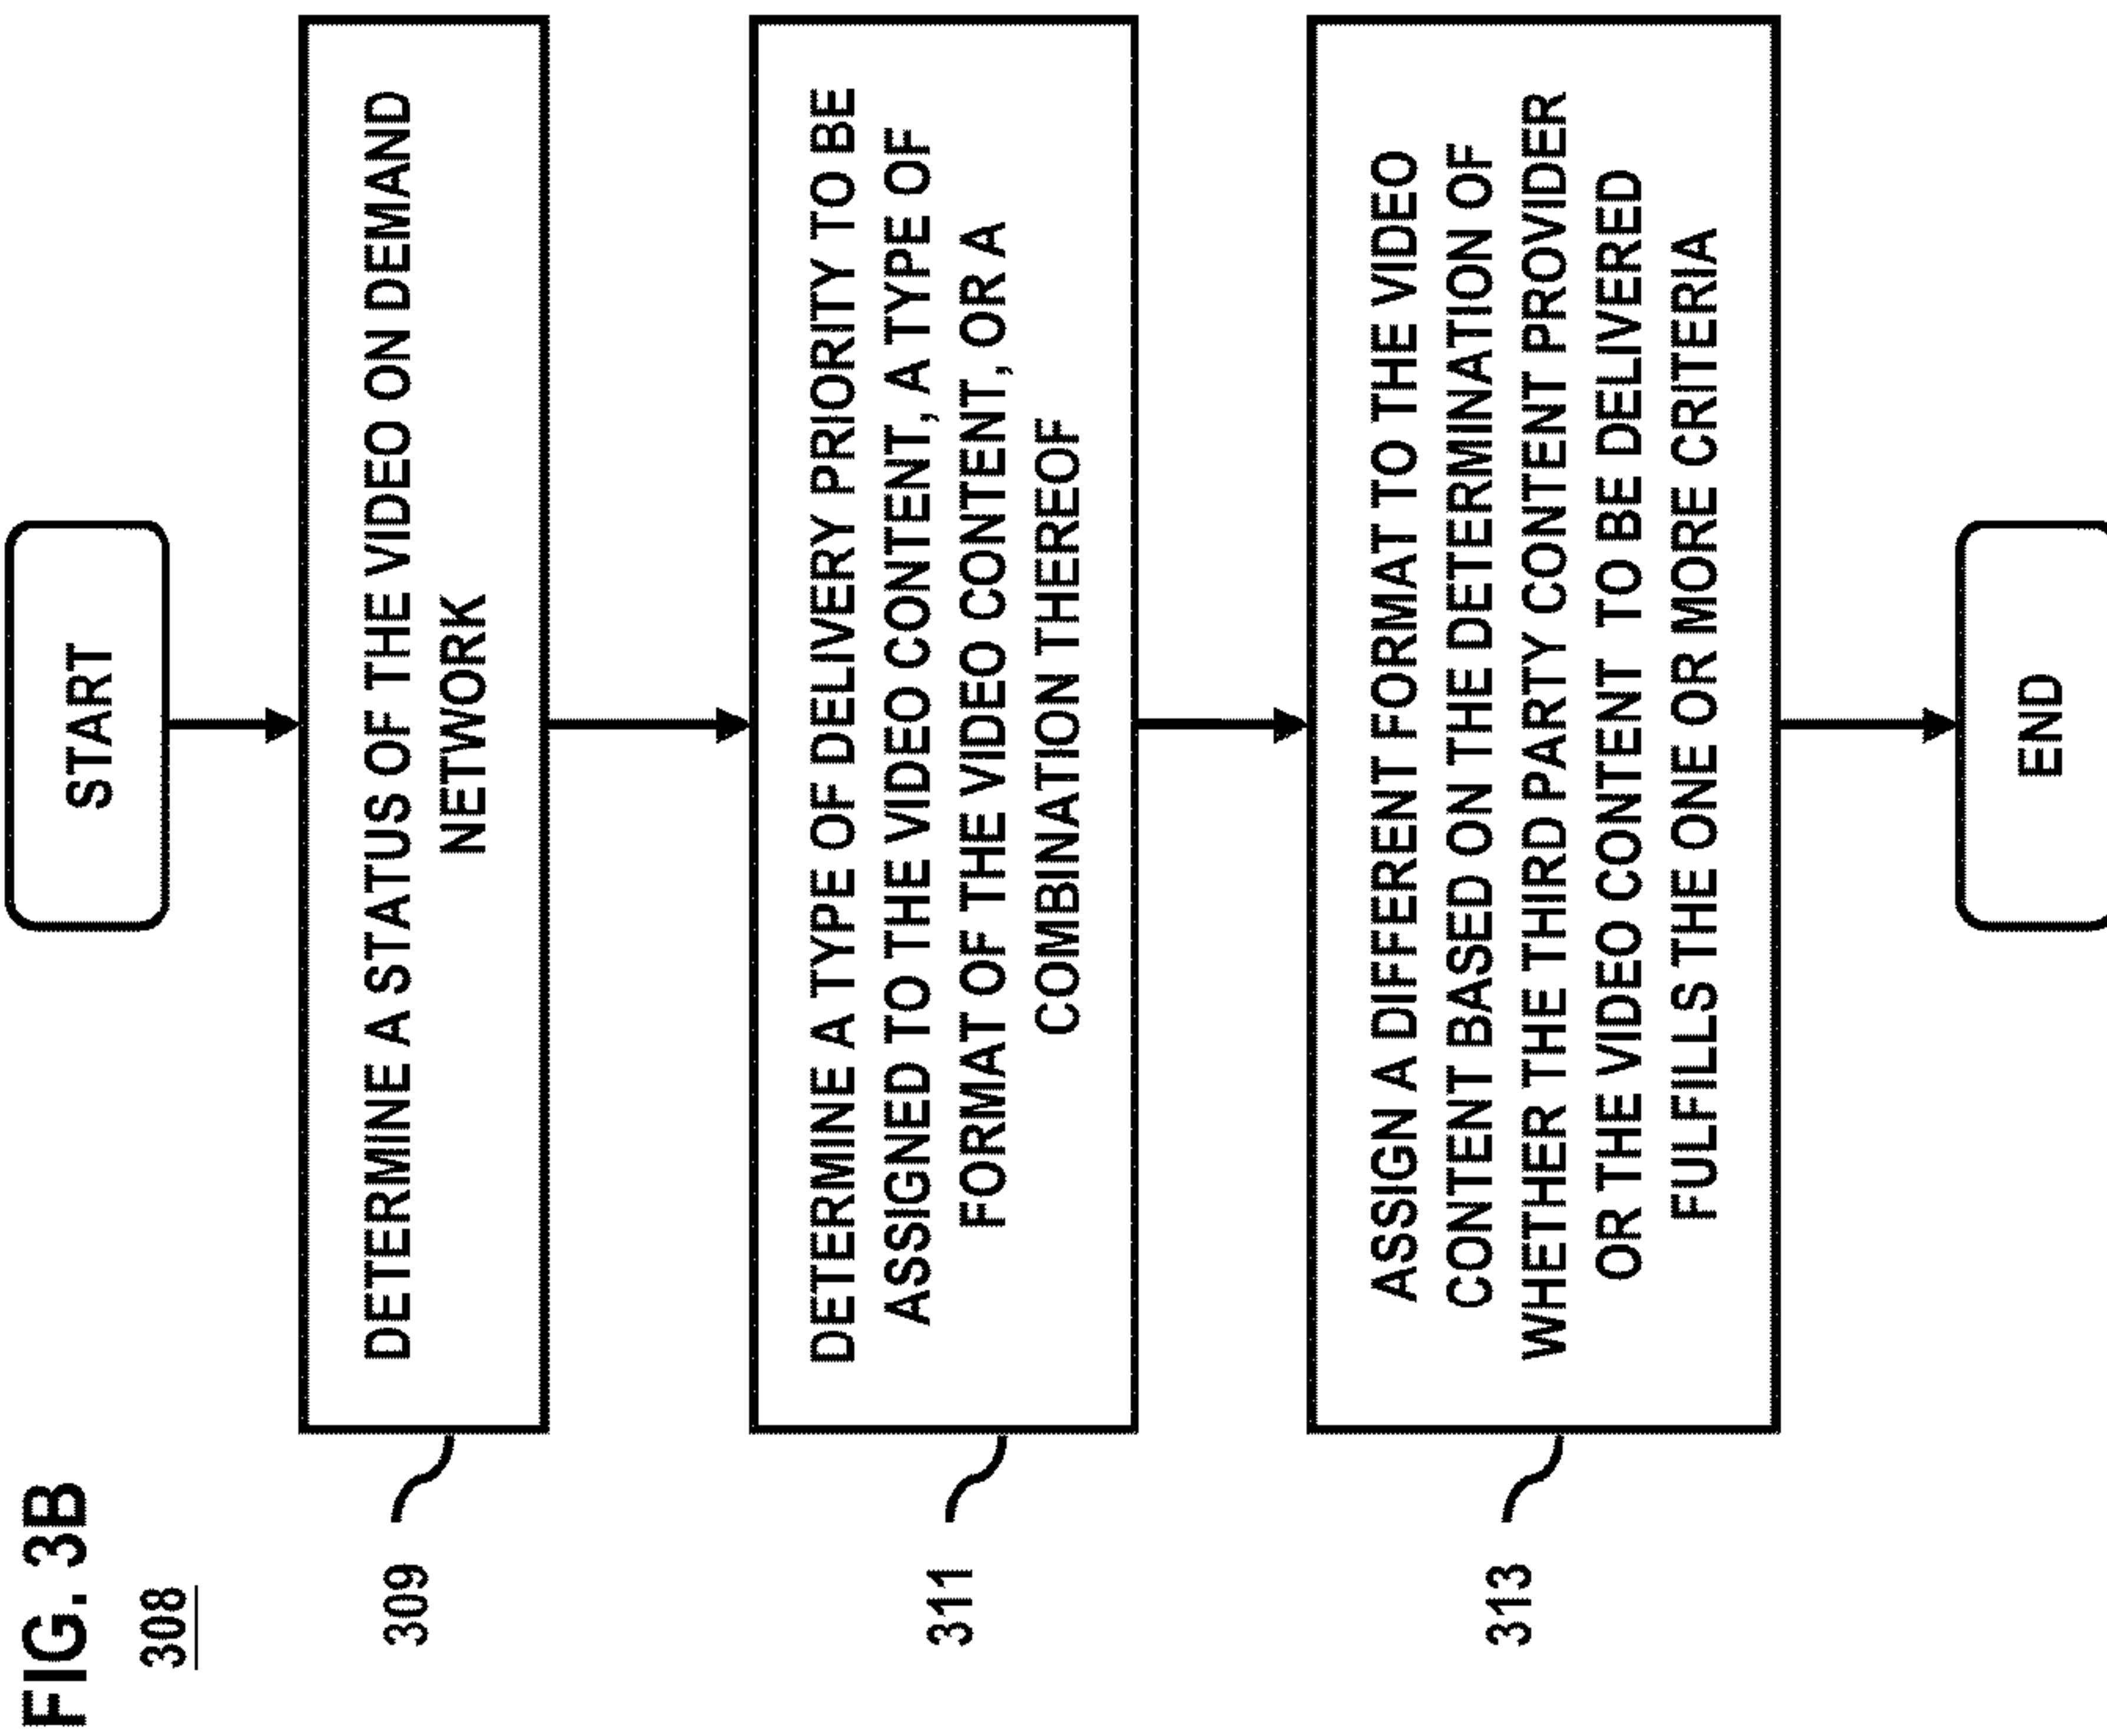 FIG. 3B
308
START
309
DETERMINE A STATUS OF THE VIDEO ON DEMAND
NETWORK
311
DETERMINE A TYPE OF DELIVERY PRIORITY TO BE
ASSIGNED TO THE VIDEO CONTENT, A TYPE OF
FORMAT OF THE VIDEO CONTENT, OR A
COMBINATION THEREOF
313
ASSIGN A DIFFERENT FORMAT TO THE VIDEO
CONTENT BASED ON THE DETERMINATION OF
WHETHER THE THIRD PARTY CONTENT PROVIDER
OR THE VIDEO CONTENT TO BE DELIVERED
FULFILLS THE ONE OR MORE CRITERIA
END